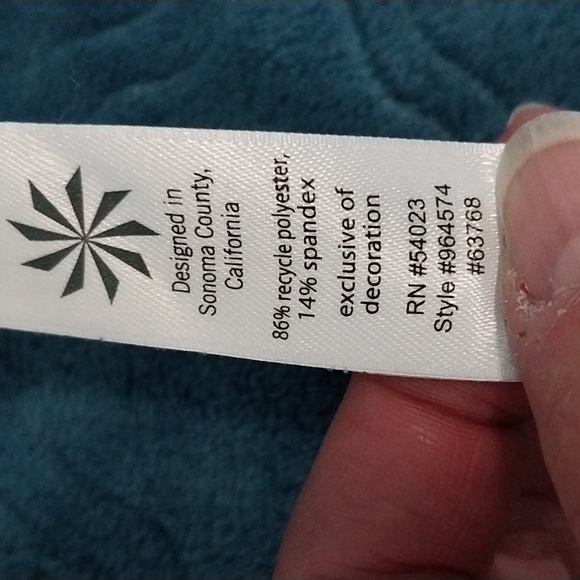 Designed in
Sonoma County,
California
86% recycle polyester,
14% spandex
exclusive of
decoration
RN #54023
Style #964574
#63768